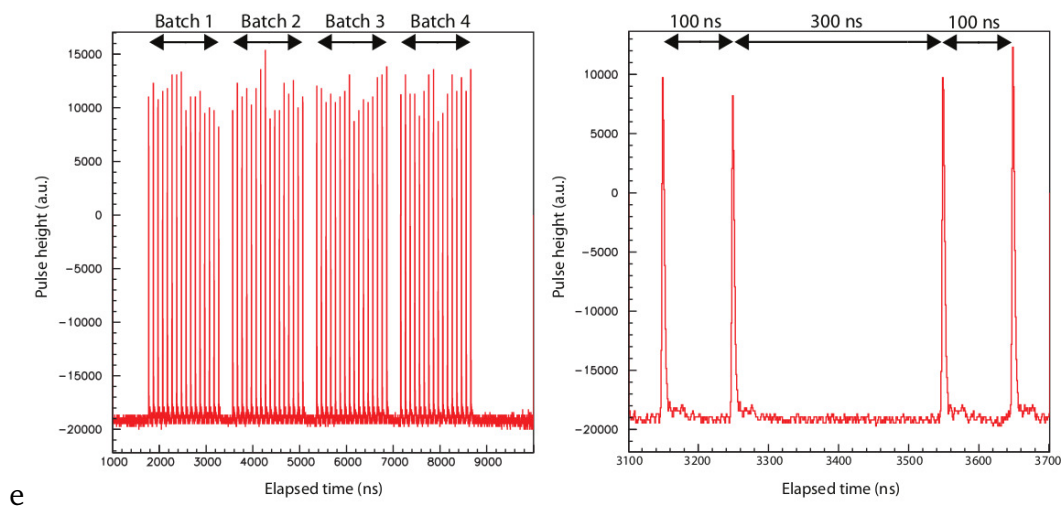 Batch 1 Batch 2 Batch 3 Batch 4
15000
10000
5000
0
−5000
−10000
−15000
−20000
Pulse height (a.u.)
1000 2000 3000 4000 5000 6000 7000 8000 9000
Elapsed time (ns)
100 ns 300 ns 100 ns
10000
5000
0
−5000
−10000
−15000
−20000
Pulse height (a.u.)
3100 3200 3300 3400 3500 3600 3700
Elapsed time (ns)
e